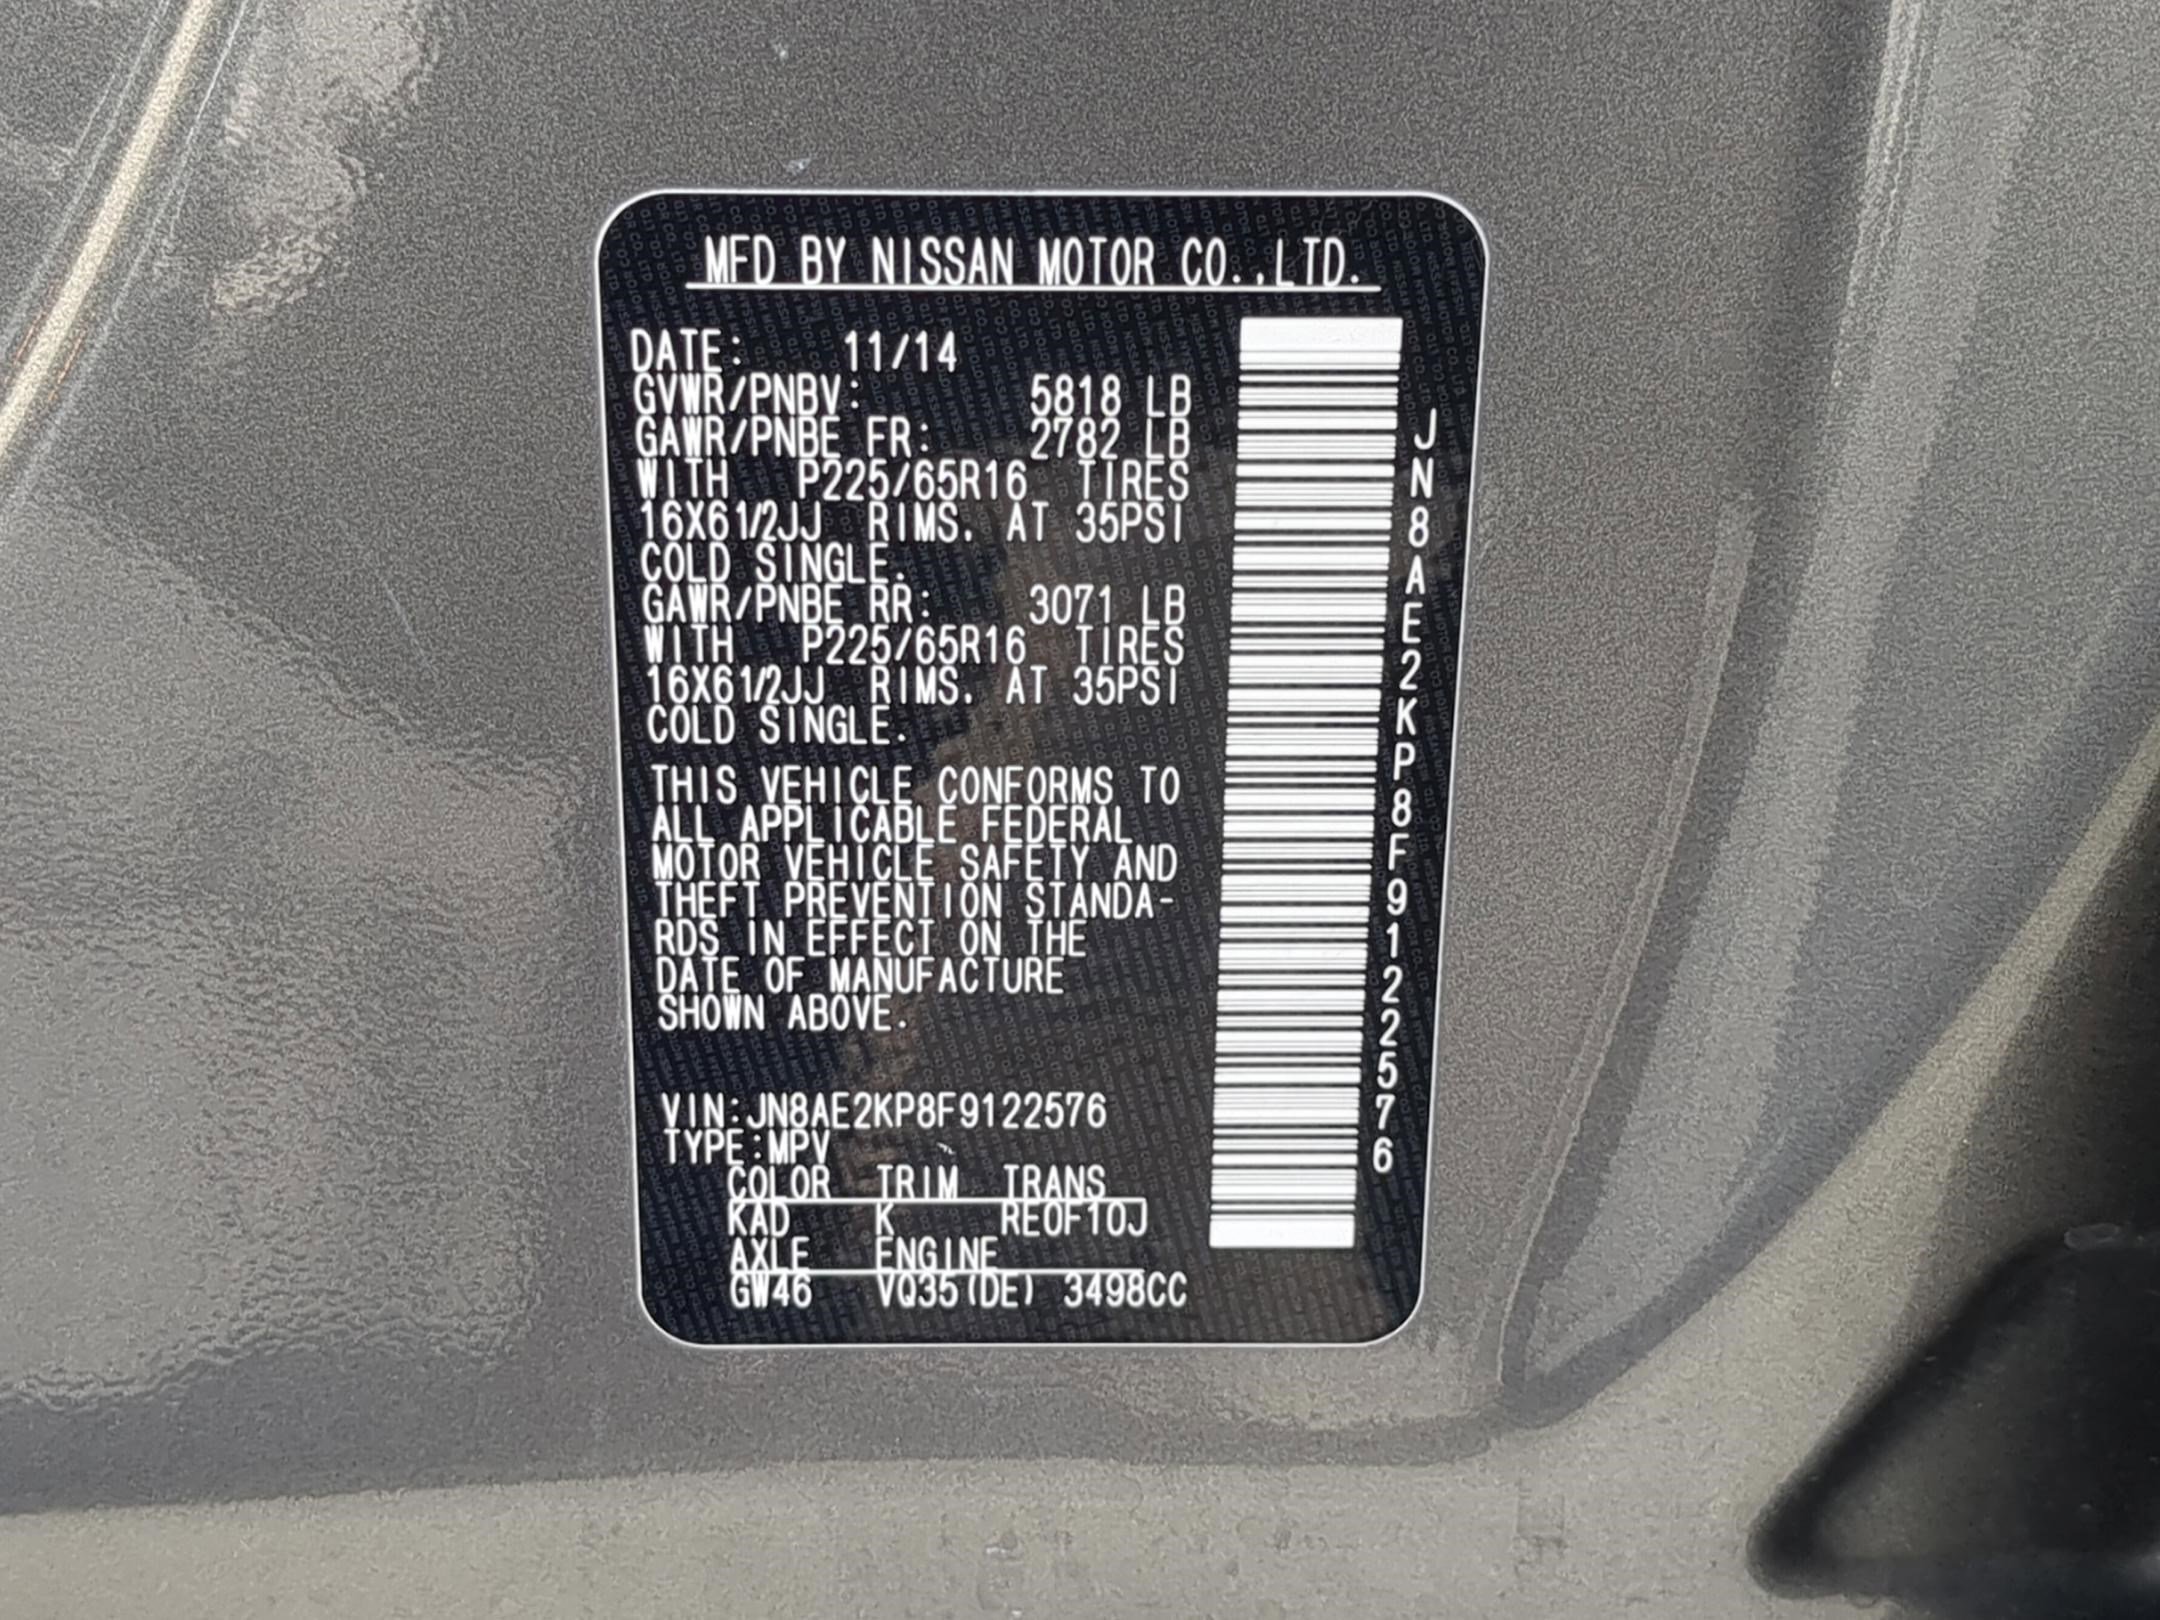 MFD BY NISSAN MOTOR CO.,LTD.
DATE: 11/14
GVWR/PNBV: 5818 LB
GAWR/PNBE FR: 2782 LB
WITH P225/65R16 TIRES
16X61/2JJ RIMS. AT 35PSI
COLD SINGLE.
GAWR/PNBE RR: 3071 LB
WITH P225/65R16 TIRES
16X61/2JJ RIMS. AT 35PSI
COLD SINGLE.
THIS VEHICLE CONFORMS TO
ALL APPLICABLE FEDERAL
MOTOR VEHICLE SAFETY AND
THEFT PREVENTION STANDA-
RDS IN EFFECT ON THE
DATE OF MANUFACTURE
SHOWN ABOVE.
VIN:JN8AE2KP8F9122576
TYPE:MPV
COLOR TRIM TRANS
KAD K RE0F10J
AXLE ENGINE
GW46 VQ35(DE) 3498CC
JN8AE2KP8F9122576